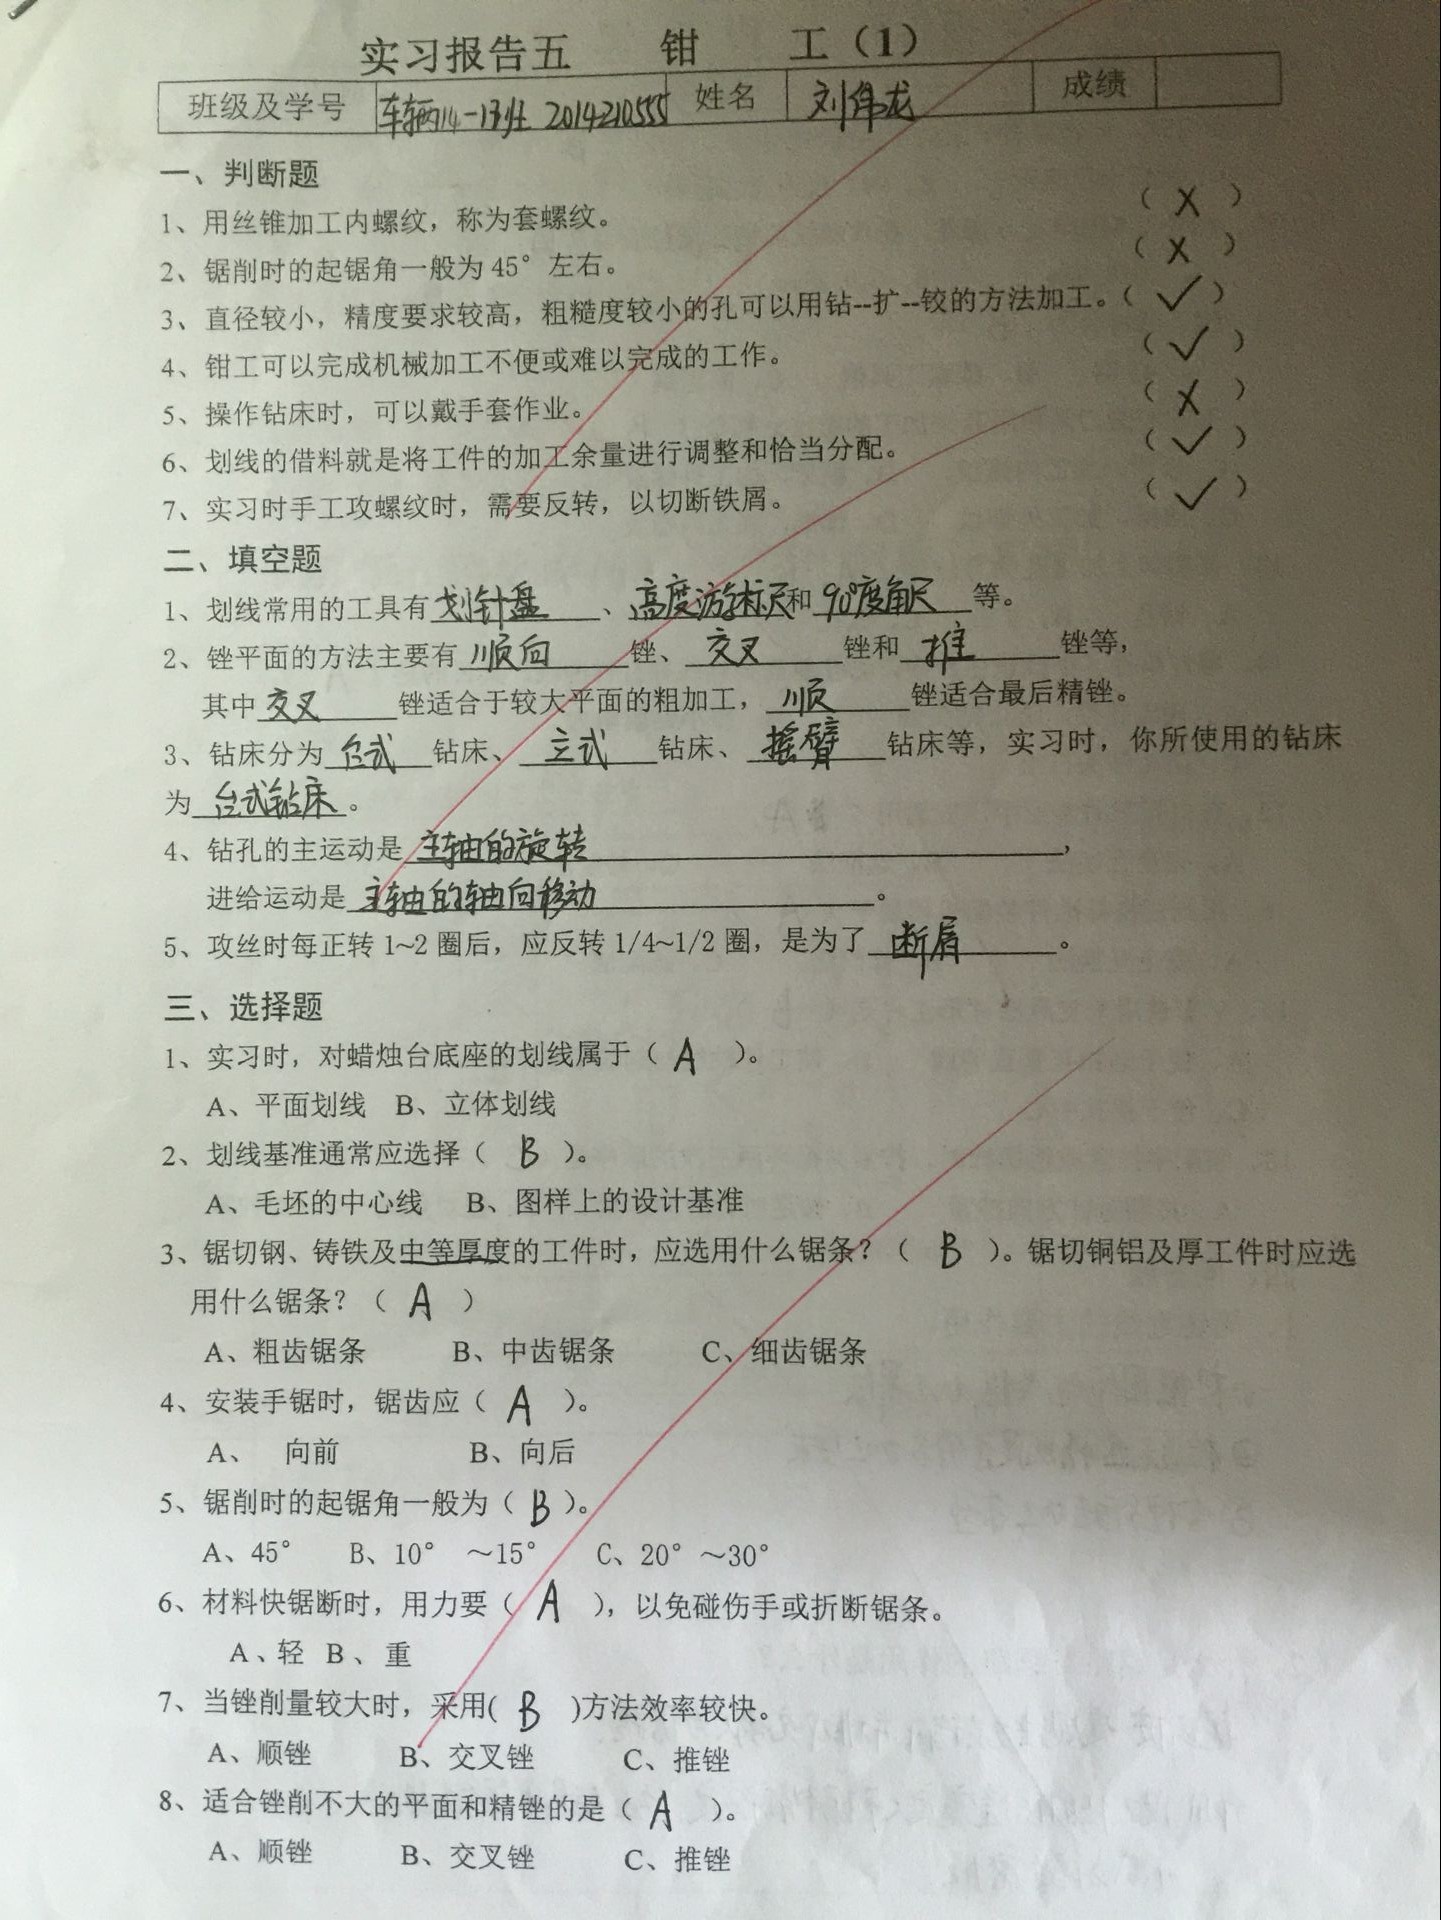 实习报告五 钳 工（1）
班级及学号 车辆14-1班 2014210555 姓名 刘伟龙 成绩
一、判断题
1、用丝锥加工内螺纹，称为套螺纹。 （ X ）
2、锯削时的起锯角一般为 45° 左右。 （ X ）
3、直径较小，精度要求较高，粗糙度较小的孔可以用钻--扩--铰的方法加工。（ ✓ ）
4、钳工可以完成机械加工不便或难以完成的工作。 （ ✓ ）
5、操作钻床时，可以戴手套作业。 （ X ）
6、划线的借料就是将工件的加工余量进行调整和恰当分配。 （ ✓ ）
7、实习时手工攻螺纹时，需要反转，以切断铁屑。 （ ✓ ）
二、填空题
1、划线常用的工具有 划针盘 、高度游标尺和 90°度角尺 等。
2、锉平面的方法主要有 顺向 锉、 交叉 锉和 推 锉等，
其中 交叉 锉适合于较大平面的粗加工， 顺 锉适合最后精锉。
3、钻床分为 台式 钻床、 立式 钻床、 摇臂 钻床等，实习时，你所使用的钻床
为 台式钻床 。
4、钻孔的主运动是 主轴的旋转 ，
进给运动是 主轴的轴向移动 。
5、攻丝时每正转 1~2 圈后，应反转 1/4~1/2 圈，是为了 断屑 。
三、选择题
1、实习时，对蜡烛台底座的划线属于（ A ）。
A、平面划线 B、立体划线
2、划线基准通常应选择（ B ）。
A、毛坯的中心线 B、图样上的设计基准
3、锯切钢、铸铁及中等厚度的工件时，应选用什么锯条？（ B ）。锯切铜铝及厚工件时应选
用什么锯条？（ A ）
A、粗齿锯条 B、中齿锯条 C、细齿锯条
4、安装手锯时，锯齿应（ A ）。
A、 向前 B、向后
5、锯削时的起锯角一般为（ B ）。
A、45° B、10° ～15° C、20° ～30°
6、材料快锯断时，用力要（ A ），以免碰伤手或折断锯条。
A、轻 B、重
7、当锉削量较大时，采用( B )方法效率较快。
A、顺锉 B、交叉锉 C、推锉
8、适合锉削不大的平面和精锉的是（ A ）。
A、顺锉 B、交叉锉 C、推锉